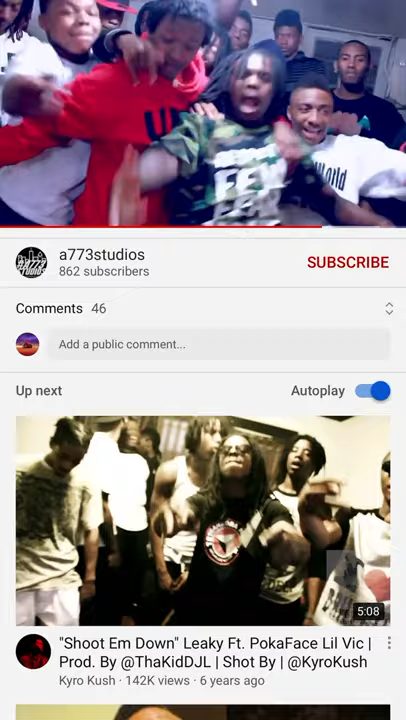 World
a773studios
862 subscribers
SUBSCRIBE
Comments 46
Add a public comment...
Up next
Autoplay
5:08
"Shoot Em Down" Leaky Ft. PokaFace Lil Vic |
Prod. By @ThaKidDJL | Shot By | @KyroKush
Kyro Kush · 142K views · 6 years ago